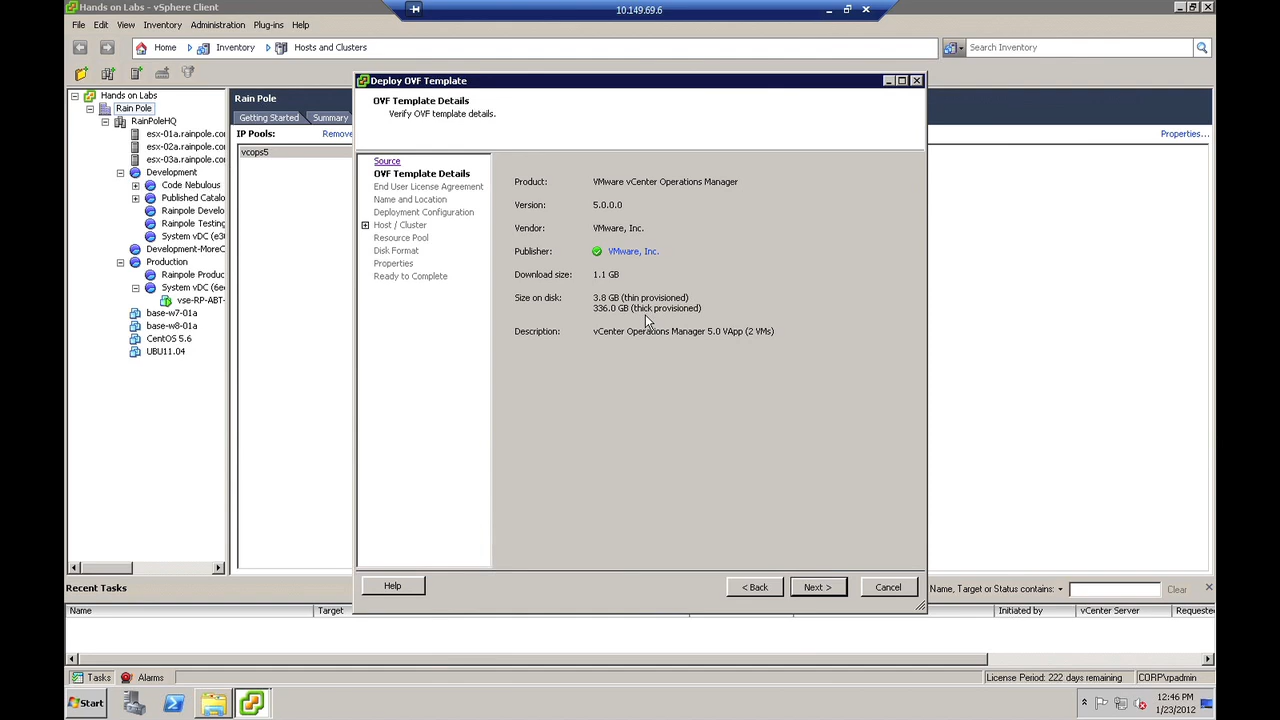 Hands on Labs - vSphere Client
10.149.69.6
File Edit View Inventory Administration Plug-ins Help
Home Inventory Hosts and Clusters
Search Inventory
Hands on Labs
Rain Pole
RainPoleHQ
esx-01a.rainpole.co
esx-02a.rainpole.co
esx-03a.rainpole.co
Development
Code Nebulous
Published Catalo
Rainpole Develo
Rainpole Testing
System vDC (e3
Development-MoreC
Production
Rainpole Produc
System vDC (6e
vse-RP-ABT-
base-w7-01a
base-w8-01a
CentOS 5.6
UBU11.04
Rain Pole
Getting Started Summary
IP Pools: Remove
Properties...
vcops5
Deploy OVF Template
OVF Template Details
Verify OVF template details.
Source
OVF Template Details
End User License Agreement
Name and Location
Deployment Configuration
Host / Cluster
Resource Pool
Disk Format
Properties
Ready to Complete
Product: VMware vCenter Operations Manager
Version: 5.0.0.0
Vendor: VMware, Inc.
Publisher: VMware, Inc.
Download size: 1.1 GB
Size on disk: 3.8 GB (thin provisioned)
336.0 GB (thick provisioned)
Description: vCenter Operations Manager 5.0 VApp (2 VMs)
Help < Back Next > Cancel
Recent Tasks
Name, Target or Status contains: Clear
Name Target Initiated by vCenter Server Requested
Tasks Alarms
License Period: 222 days remaining CORP\rpadmin
Start
12:46 PM
1/23/2012